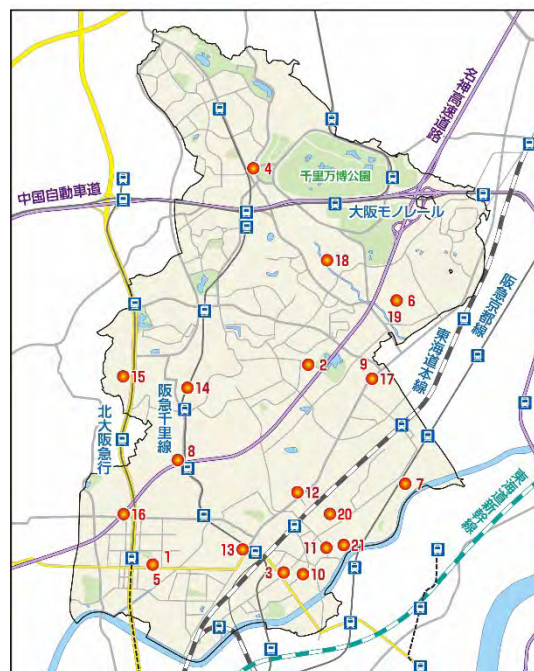 名神高速道路
4
千里万博公園
中国自動車道
大阪モノレール
18
阪急京都線
6
19
東海道本線
2
9
17
15
14
阪急千里線
北大阪急行
8
7
12
東海道新幹線
16
20
13
11
21
1
5
3
10